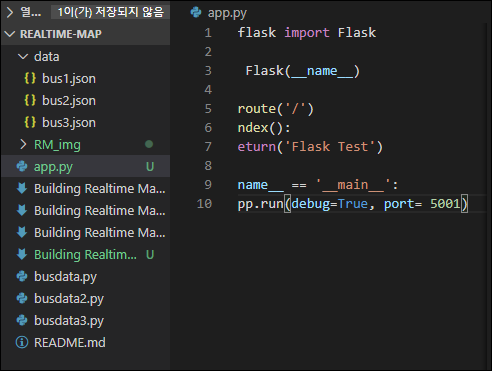 열... 1이(가) 저장되지 않음
REALTIME-MAP
data
bus1.json
bus2.json
bus3.json
RM_img
app.py U
Building Realtime Ma...
Building Realtime Ma...
Building Realtime Ma...
Building Realtim... U
busdata.py
busdata2.py
busdata3.py
README.md
app.py
1 flask import Flask
2
3 Flask(__name__)
4
5 route('/')
6 ndex():
7 eturn('Flask Test')
8
9 name__ == '__main__':
10 pp.run(debug=True, port= 5001)